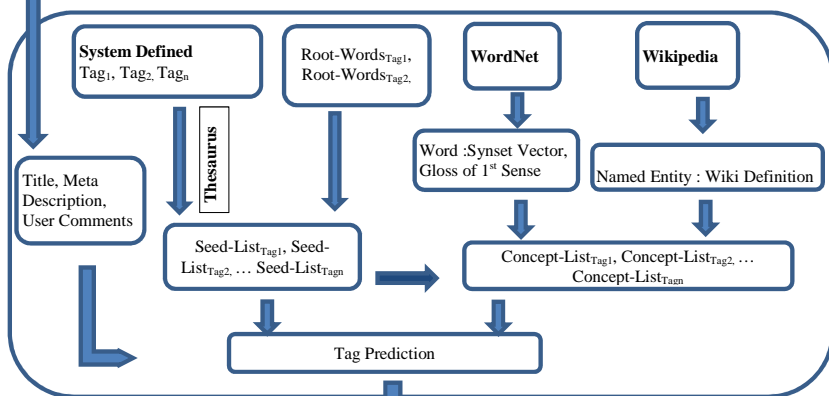 System Defined
Tag1, Tag2, Tagn
Root-WordsTag1,
Root-WordsTag2,
WordNet
Wikipedia
Thesaurus
Title, Meta
Description,
User Comments
Word :Synset Vector,
Gloss of 1st Sense
Named Entity : Wiki Definition
Seed-ListTag1, Seed-
ListTag2, … Seed-ListTagn
Concept-ListTag1, Concept-ListTag2, …
Concept-ListTagn
Tag Prediction